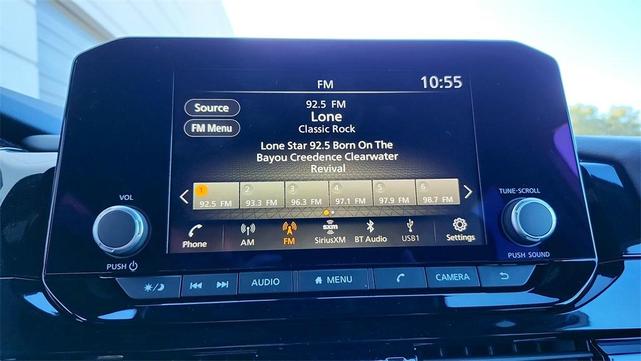 FM
10:55
Source
FM Menu
92.5 FM
Lone
Classic Rock
Lone Star 92.5 Born On The
Bayou Creedence Clearwater
Revival
1 2 3 4 5 6
92.5 FM 93.3 FM 96.3 FM 97.1 FM 97.9 FM 98.7 FM
VOL
TUNE-SCROLL
sxm
Phone AM FM SiriusXM BT Audio USB1 Settings
PUSH
PUSH SOUND
AUDIO MENU CAMERA